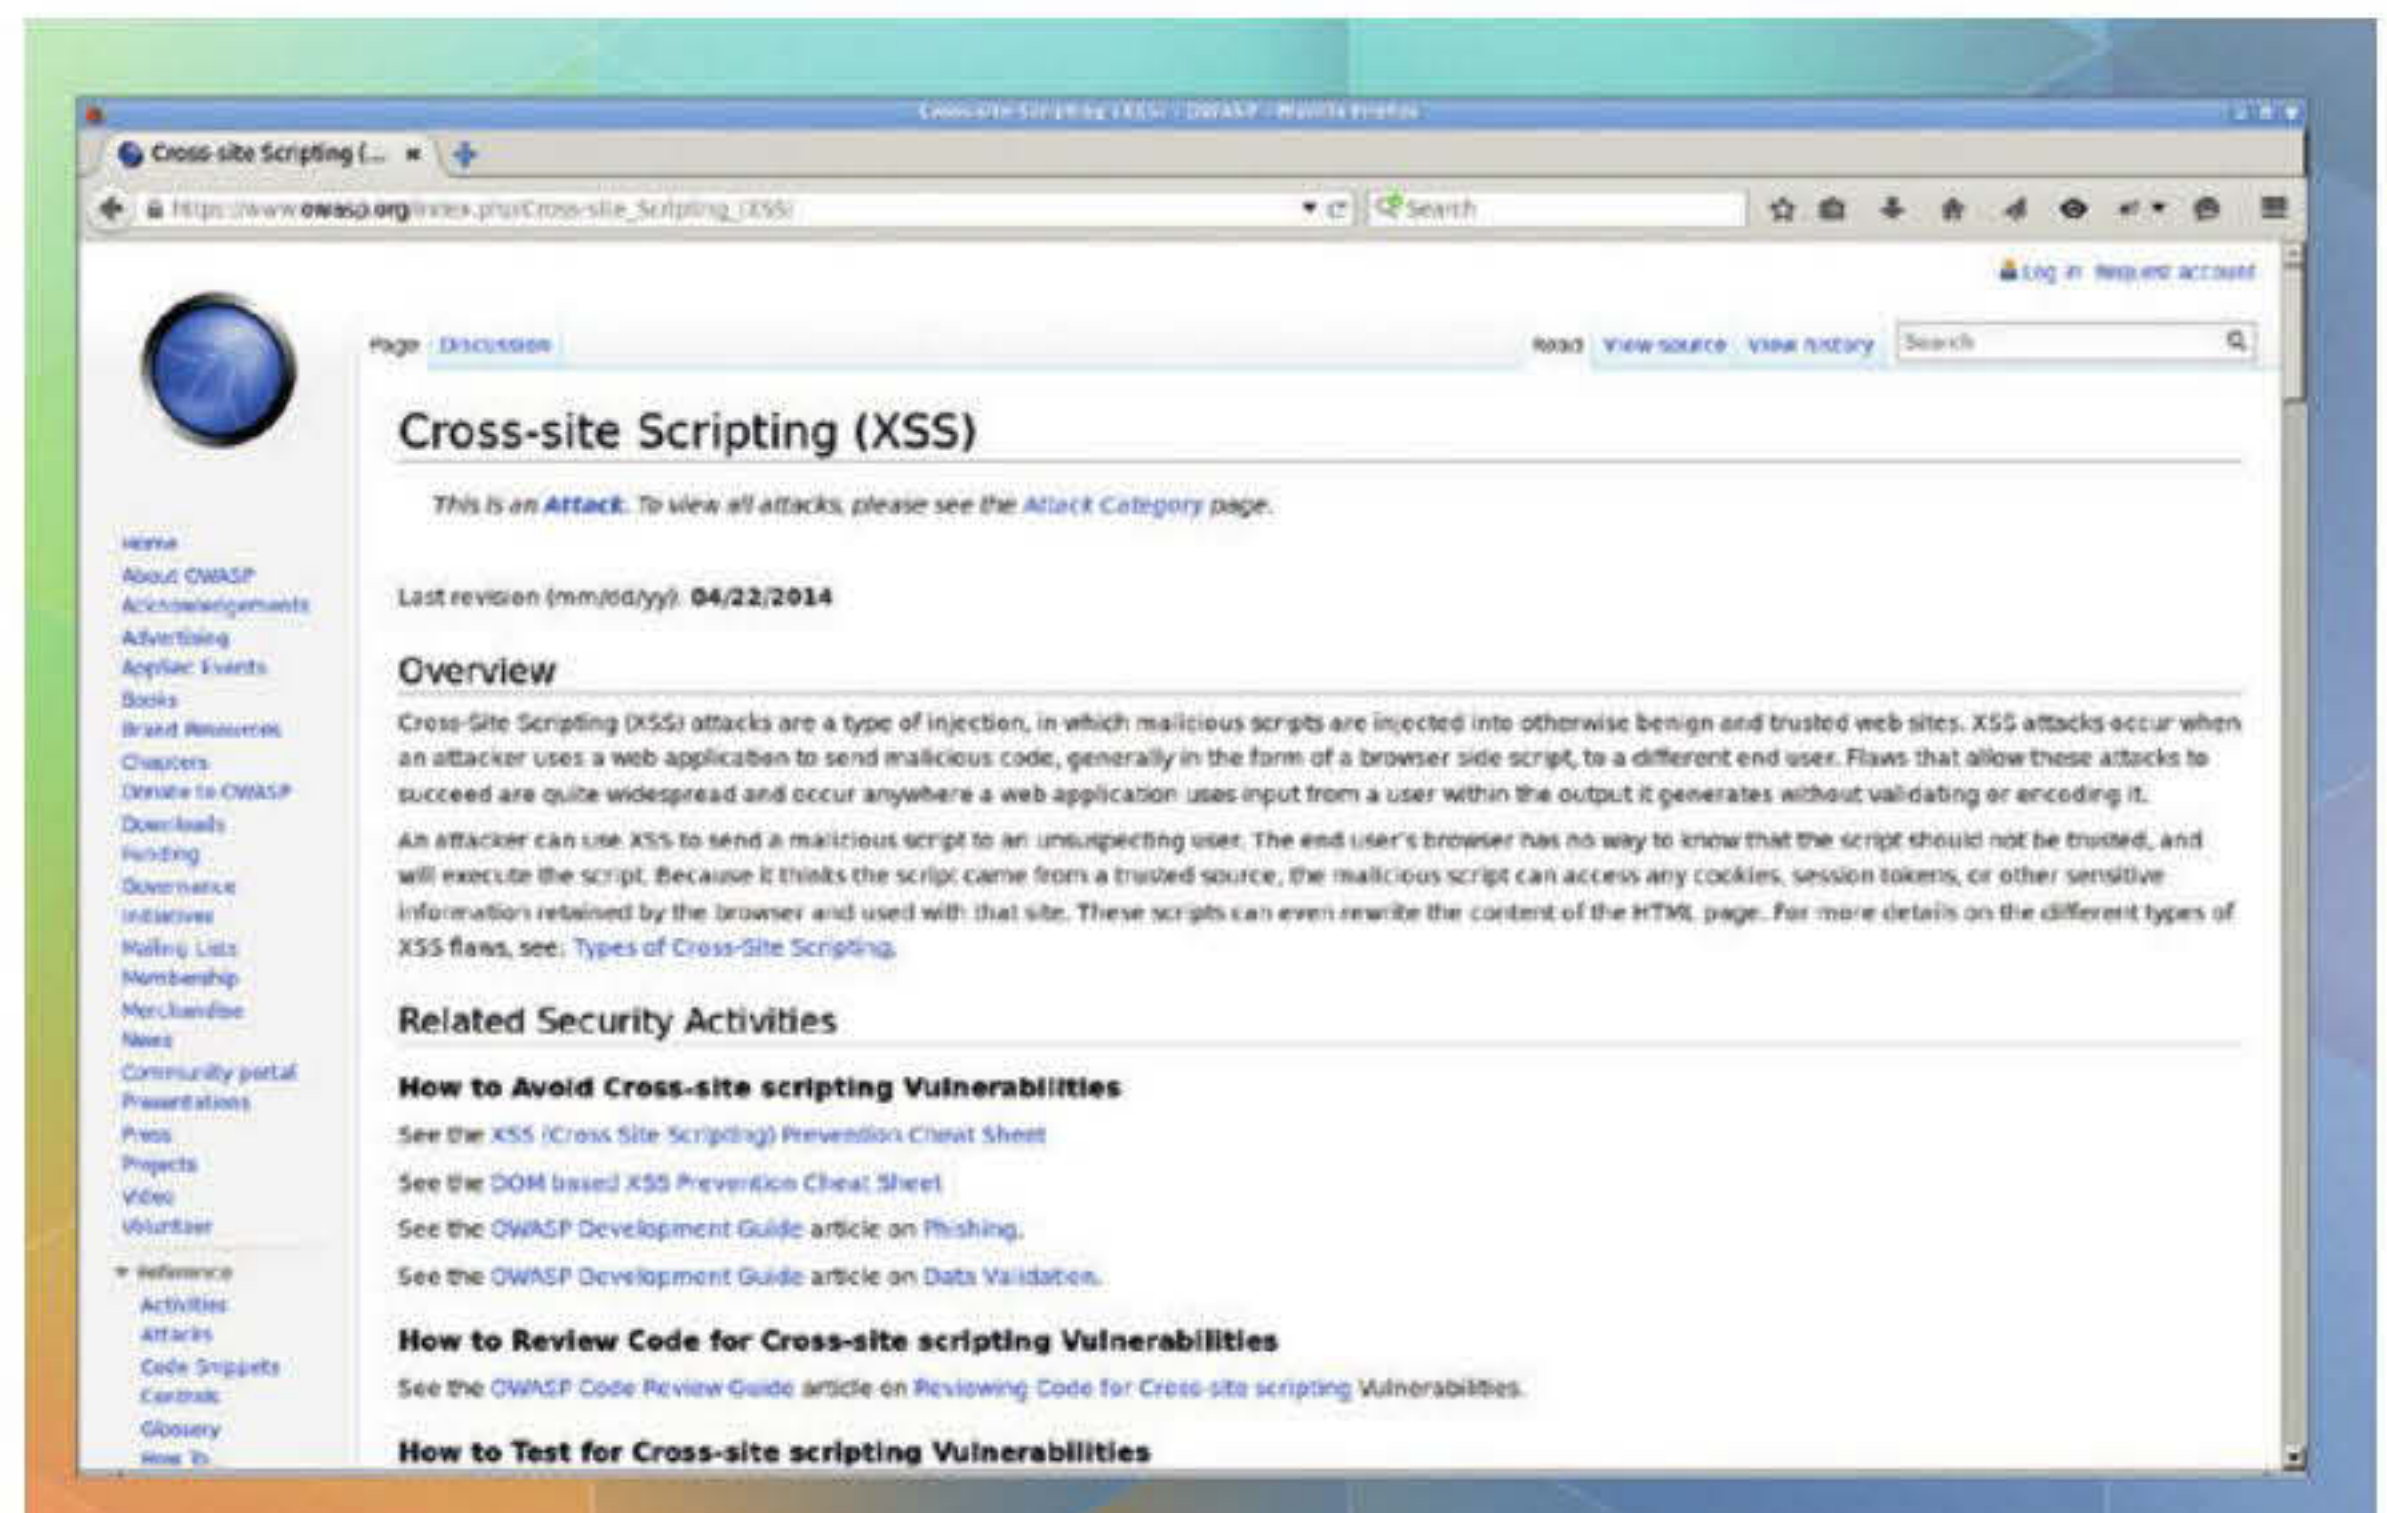 Cross-site Scripting (XSS) - OWASP - Mozilla Firefox
Cross-site Scripting (...
https://www.owasp.org/index.php/Cross-site_Scripting_(XSS)
Search
Log in Request account
Page Discussion
Read View source View history Search
Cross-site Scripting (XSS)
This is an Attack. To view all attacks, please see the Attack Category page.
Last revision (mm/dd/yy): 04/22/2014
Overview
Cross-Site Scripting (XSS) attacks are a type of injection, in which malicious scripts are injected into otherwise benign and trusted web sites. XSS attacks occur when
an attacker uses a web application to send malicious code, generally in the form of a browser side script, to a different end user. Flaws that allow these attacks to
succeed are quite widespread and occur anywhere a web application uses input from a user within the output it generates without validating or encoding it.
An attacker can use XSS to send a malicious script to an unsuspecting user. The end user's browser has no way to know that the script should not be trusted, and
will execute the script. Because it thinks the script came from a trusted source, the malicious script can access any cookies, session tokens, or other sensitive
information retained by the browser and used with that site. These scripts can even rewrite the content of the HTML page. For more details on the different types of
XSS flaws, see: Types of Cross-Site Scripting.
Related Security Activities
How to Avoid Cross-site scripting Vulnerabilities
See the XSS (Cross Site Scripting) Prevention Cheat Sheet
See the DOM based XSS Prevention Cheat Sheet
See the OWASP Development Guide article on Phishing.
See the OWASP Development Guide article on Data Validation.
How to Review Code for Cross-site scripting Vulnerabilities
See the OWASP Code Review Guide article on Reviewing Code for Cross-site scripting Vulnerabilities.
How to Test for Cross-site scripting Vulnerabilities
Home
About OWASP
Acknowledgements
Advertising
AppSec Events
Books
Brand Resources
Chapters
Donate to OWASP
Downloads
Funding
Governance
Initiatives
Mailing Lists
Membership
Merchandise
News
Community portal
Presentations
Press
Projects
Video
Volunteer
Reference
Activities
Attacks
Code Snippets
Controls
Glossary
How To